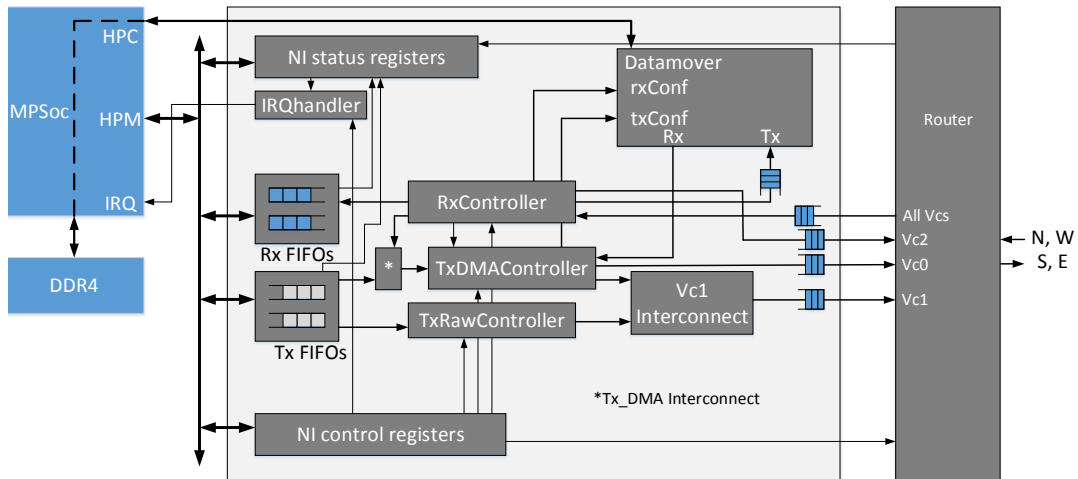 HPC
MPSoc
HPM
IRQ
DDR4
NI status registers
IRQhandler
Datamover
rxConf
txConf
Rx
Tx
Router
RxController
Rx FIFOs
*
TxDMAController
TxRawController
Tx FIFOs
Vc1
Interconnect
All Vcs
Vc2
Vc0
Vc1
N, W
S, E
*Tx_DMA Interconnect
NI control registers